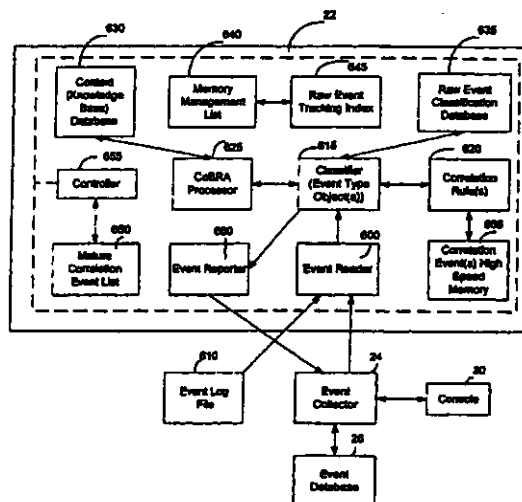 630
640
22
635
Context
(Knowledge
Base)
Database
Memory
Management
List
645
Raw Event
Tracking Index
Raw Event
Classification
Database
655
625
615
620
Controller
CoBRA
Processor
Classifier
(Event Type
Object(s))
Correlation
Rule(s)
650
660
600
665
Mature
Correlation
Event List
Event Reporter
Event Reader
Correlation
Event(s) High
Speed Memory
610
Event Log
File
24
Event
Collector
30
Console
26
Event
Database